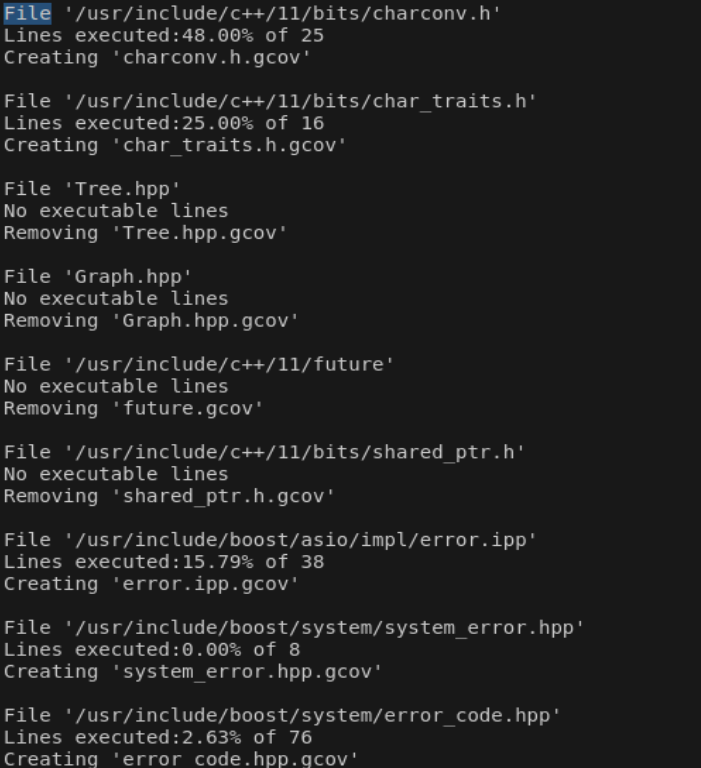 File '/usr/include/c++/11/bits/charconv.h'
Lines executed:48.00% of 25
Creating 'charconv.h.gcov'
File '/usr/include/c++/11/bits/char_traits.h'
Lines executed:25.00% of 16
Creating 'char_traits.h.gcov'
File 'Tree.hpp'
No executable lines
Removing 'Tree.hpp.gcov'
File 'Graph.hpp'
No executable lines
Removing 'Graph.hpp.gcov'
File '/usr/include/c++/11/future'
No executable lines
Removing 'future.gcov'
File '/usr/include/c++/11/bits/shared_ptr.h'
No executable lines
Removing 'shared_ptr.h.gcov'
File '/usr/include/boost/asio/impl/error.ipp'
Lines executed:15.79% of 38
Creating 'error.ipp.gcov'
File '/usr/include/boost/system/system_error.hpp'
Lines executed:0.00% of 8
Creating 'system_error.hpp.gcov'
File '/usr/include/boost/system/error_code.hpp'
Lines executed:2.63% of 76
Creating 'error_code.hpp.gcov'